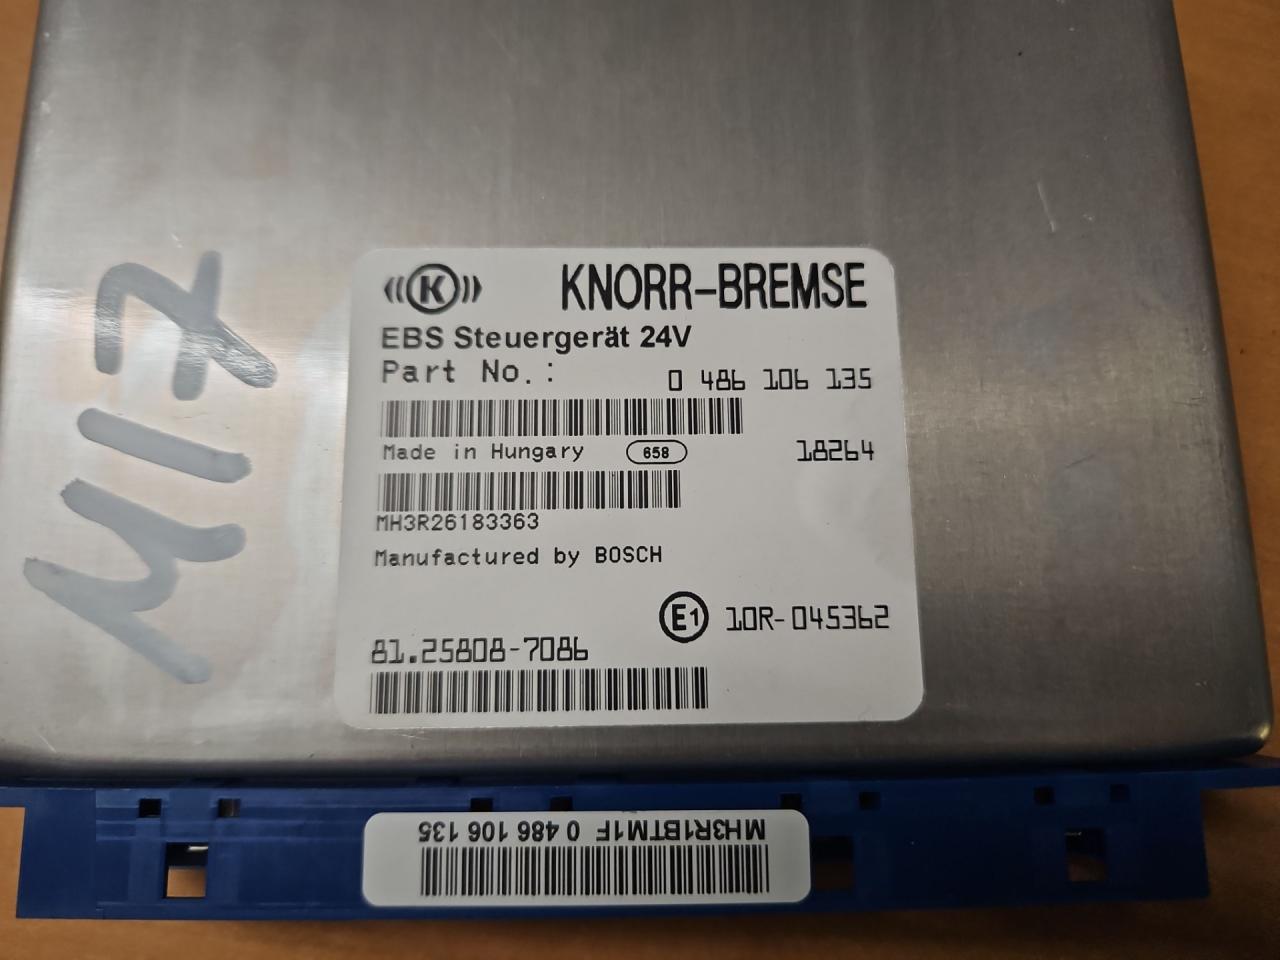 M17
K KNORR-BREMSE
EBS Steuergerät 24V
Part No.: 0 486 106 135
Made in Hungary 658 18264
MH3R26183363
Manufactured by BOSCH
E1 10R-045362
81.25808-7086
MH3R1BTM1F 0 486 106 135